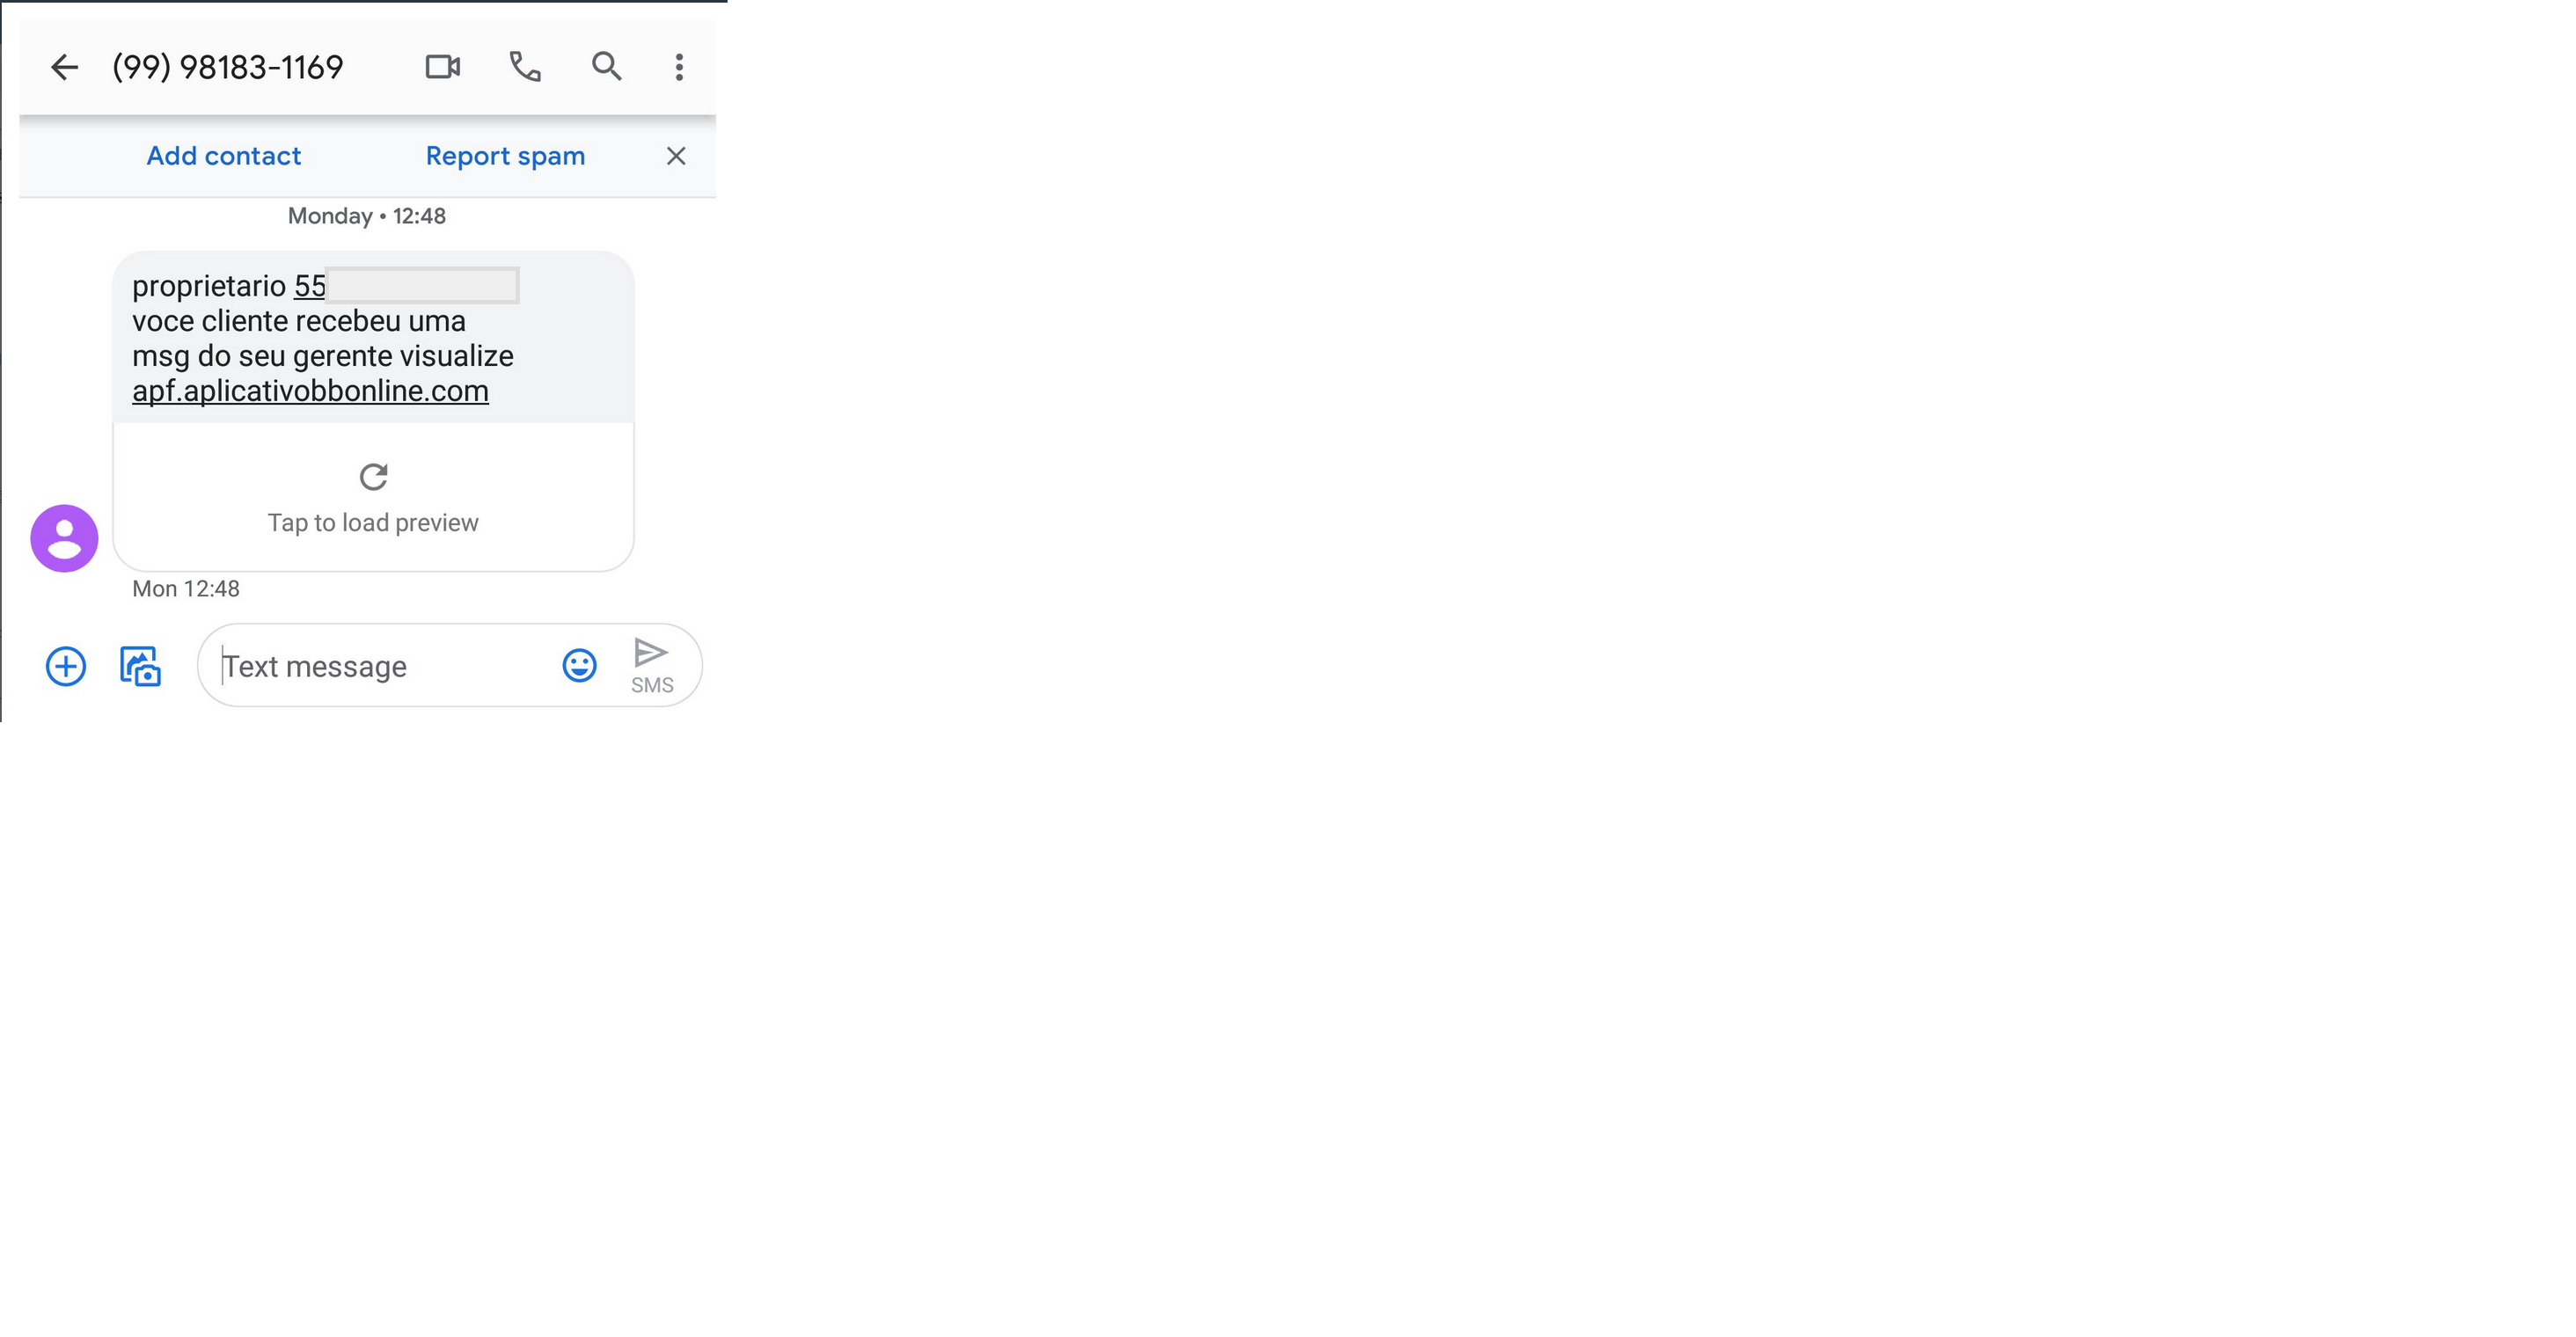 (99) 98183-1169
Add contact
Report spam
Monday • 12:48
proprietario 55
voce cliente recebeu uma
msg do seu gerente visualize
apf.aplicativobbonline.com
Tap to load preview
Mon 12:48
Text message
SMS